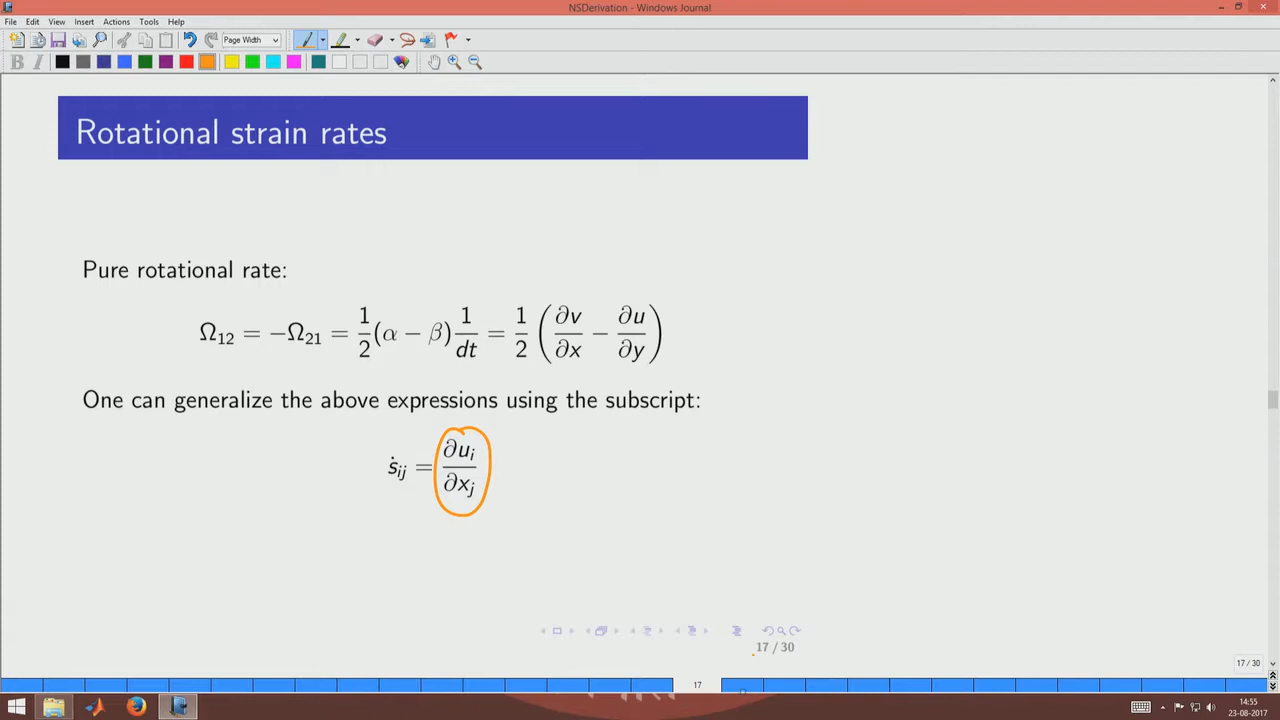 NSDerivation - Windows Journal
File Edit View Insert Actions Tools Help
Page Width
B I
Rotational strain rates
Pure rotational rate:
Ω₁₂ = −Ω₂₁ = 1/2 (α − β) 1/dt = 1/2 (∂v/∂x − ∂u/∂y)
One can generalize the above expressions using the subscript:
ṡᵢⱼ = ∂uᵢ/∂xⱼ
17 / 30
17 / 30
17
14:55
23-08-2017